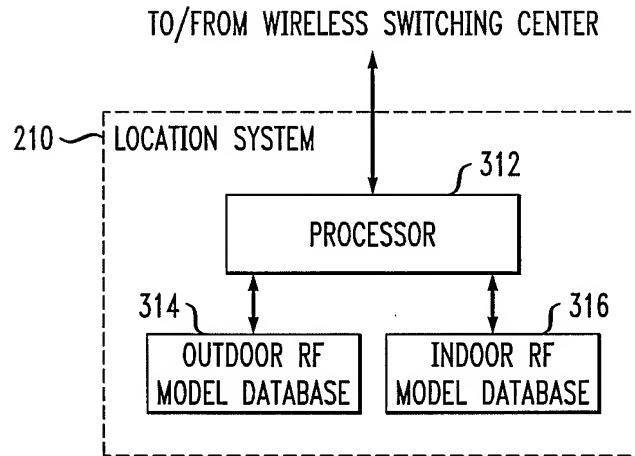 TO/FROM WIRELESS SWITCHING CENTER
210
LOCATION SYSTEM
312
PROCESSOR
314
OUTDOOR RF
MODEL DATABASE
316
INDOOR RF
MODEL DATABASE